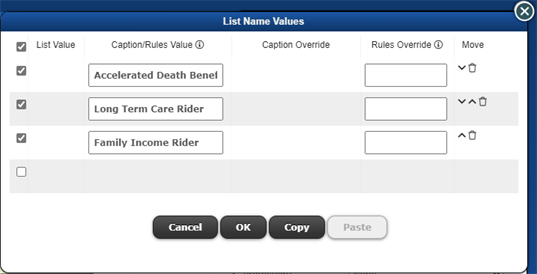 List Name Values
List Value Caption/Rules Value Caption Override Rules Override Move
Accelerated Death Benef
Long Term Care Rider
Family Income Rider
Cancel OK Copy Paste